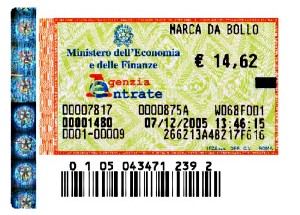 MARCA DA BOLLO
Ministero dell'Economia
e delle Finanze
€ 14,62
Agenzia
Entrate
00007817 0000875A W068F001
00001480 07/12/2005 13:46:15
0001-00009 266213A48217F616
0 1 05 043471 239 2